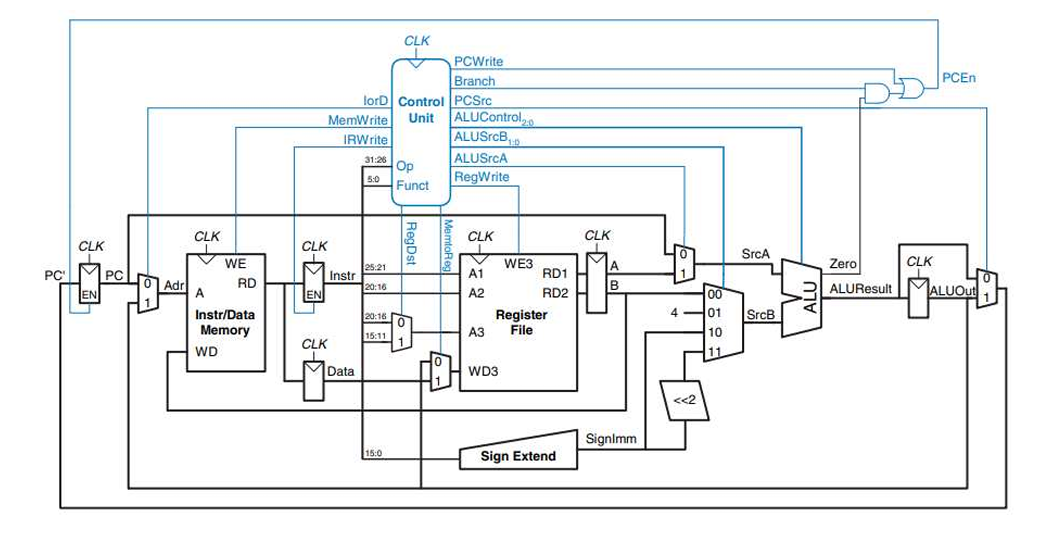 CLK
PCWrite
Branch
PCEn
IorD
Control
Unit
PCSrc
MemWrite
ALUControl2:0
IRWrite
ALUSrcB1:0
31:26
Op
ALUSrcA
5:0
Funct
RegWrite
RegDst
MemtoReg
CLK
CLK
CLK
CLK
CLK
CLK
PC'
EN
PC
0
1
Adr
WE
RD
A
Instr/Data
Memory
WD
EN
Instr
CLK
Data
25:21
20:16
20:16
15:11
0
1
0
1
WE3
A1
RD1
A2
RD2
A3
Register
File
WD3
A
B
0
1
SrcA
00
4
01
10
11
SrcB
ALU
Zero
ALUResult
ALUOut
0
1
<<2
SignImm
15:0
Sign Extend